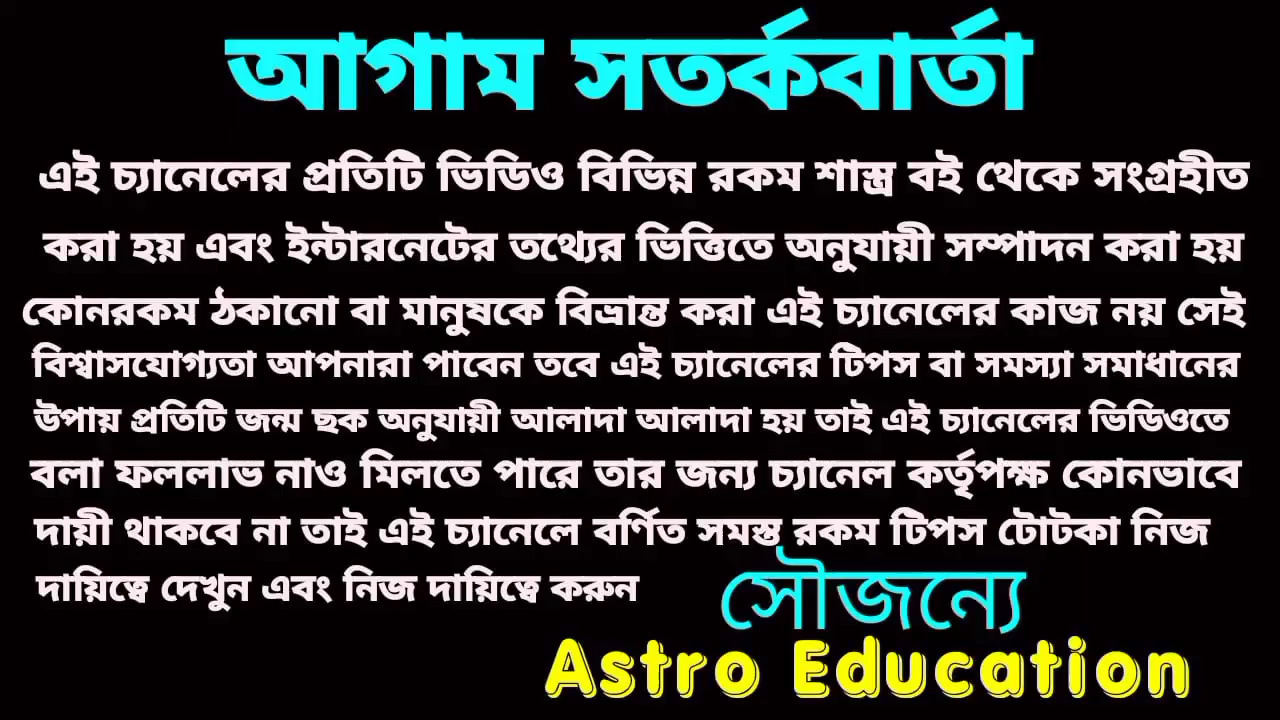 আগাম সতর্কবার্তা
এই চ্যানেলের প্রতিটি ভিডিও বিভিন্ন রকম শাস্ত্র বই থেকে সংগ্রহীত
করা হয় এবং ইন্টারনেটের তথ্যের ভিত্তিতে অনুযায়ী সম্পাদন করা হয়
কোনরকম ঠকানো বা মানুষকে বিভ্রান্ত করা এই চ্যানেলের কাজ নয় সেই
বিশ্বাসযোগ্যতা আপনারা পাবেন তবে এই চ্যানেলের টিপস বা সমস্যা সমাধানের
উপায় প্রতিটি জন্ম ছক অনুযায়ী আলাদা আলাদা হয় তাই এই চ্যানেলের ভিডিওতে
বলা ফললাভ নাও মিলতে পারে তার জন্য চ্যানেল কর্তৃপক্ষ কোনভাবে
দায়ী থাকবে না তাই এই চ্যানেলে বর্ণিত সমস্ত রকম টিপস টোটকা নিজ
দায়িত্বে দেখুন এবং নিজ দায়িত্বে করুন
সৌজন্যে
Astro Education